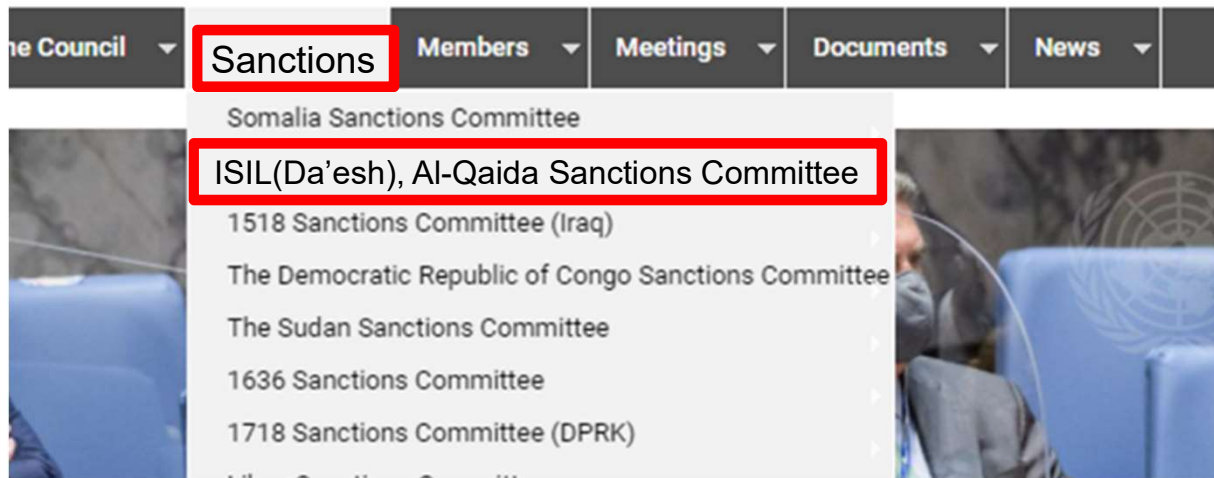 he Council
Sanctions
Members
Meetings
Documents
News
Somalia Sanctions Committee
ISIL(Da’esh), Al-Qaida Sanctions Committee
1518 Sanctions Committee (Iraq)
The Democratic Republic of Congo Sanctions Committee
The Sudan Sanctions Committee
1636 Sanctions Committee
1718 Sanctions Committee (DPRK)